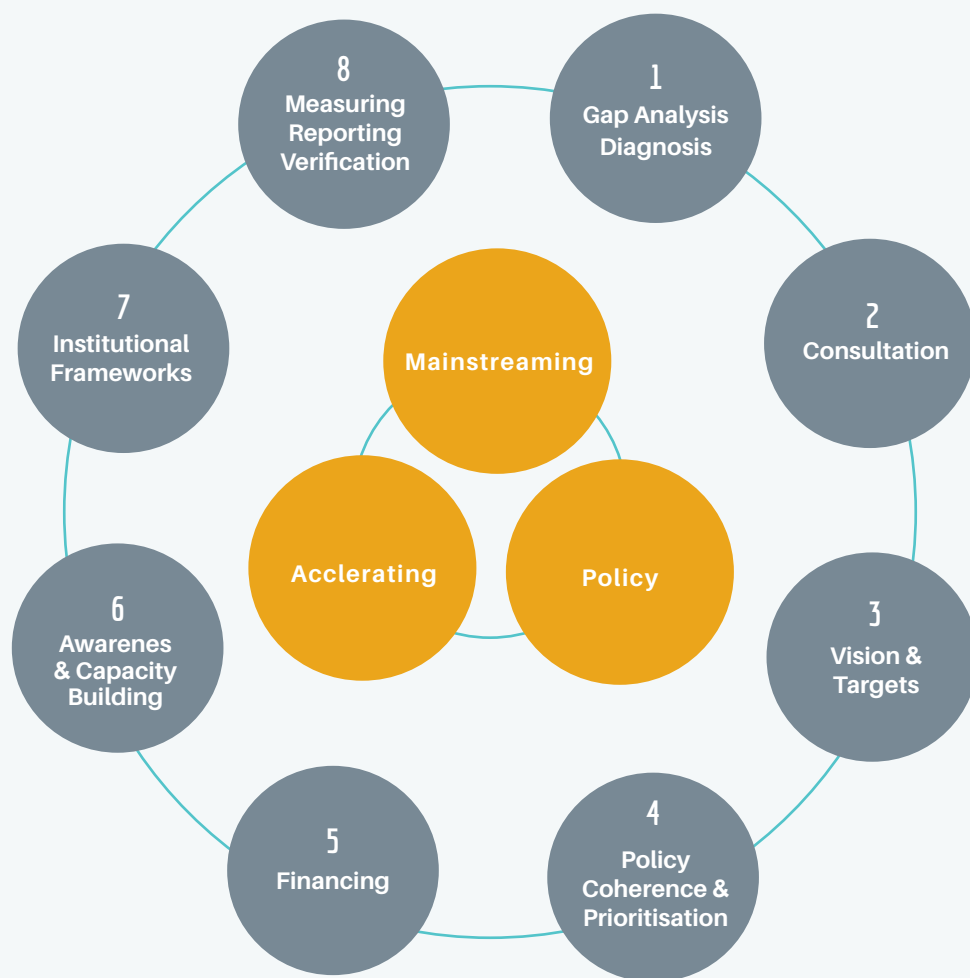 1
Gap Analysis
Diagnosis
2
Consultation
3
Vision &
Targets
4
Policy
Coherence &
Prioritisation
5
Financing
6
Awarenes
& Capacity
Building
7
Institutional
Frameworks
8
Measuring
Reporting
Verification
Mainstreaming
Acclerating
Policy